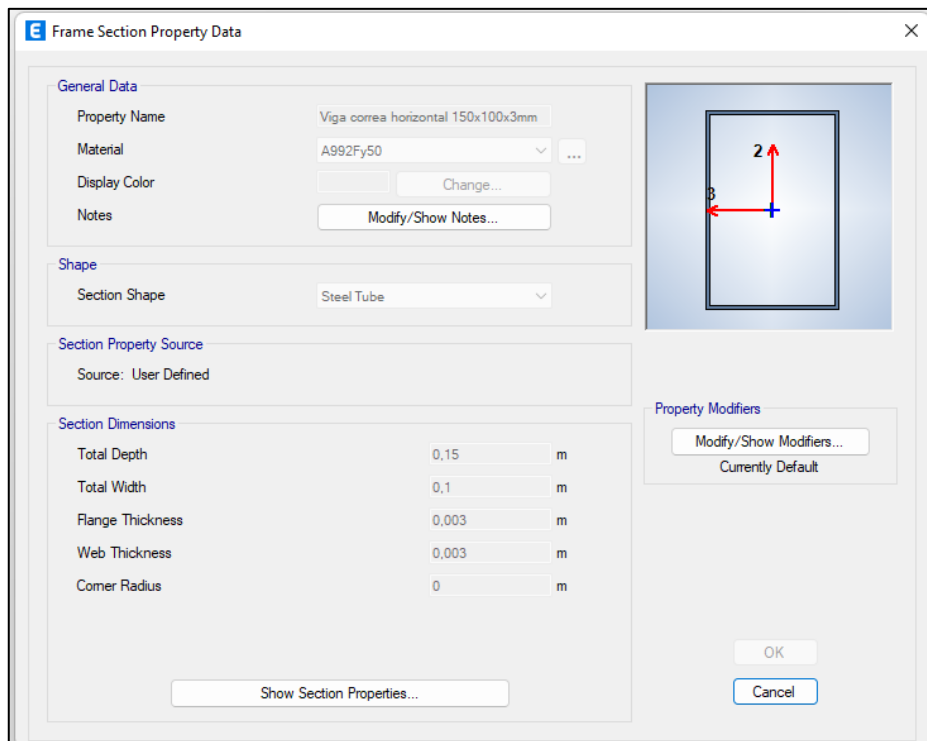 E Frame Section Property Data
General Data
Property Name Viga correa horizontal 150x100x3mm
Material A992Fy50 ...
Display Color Change...
Notes Modify/Show Notes...
Shape
Section Shape Steel Tube
Section Property Source
Source: User Defined
Section Dimensions
Total Depth 0,15 m
Total Width 0,1 m
Flange Thickness 0,003 m
Web Thickness 0,003 m
Corner Radius 0 m
Show Section Properties...
2
3
Property Modifiers
Modify/Show Modifiers...
Currently Default
OK
Cancel